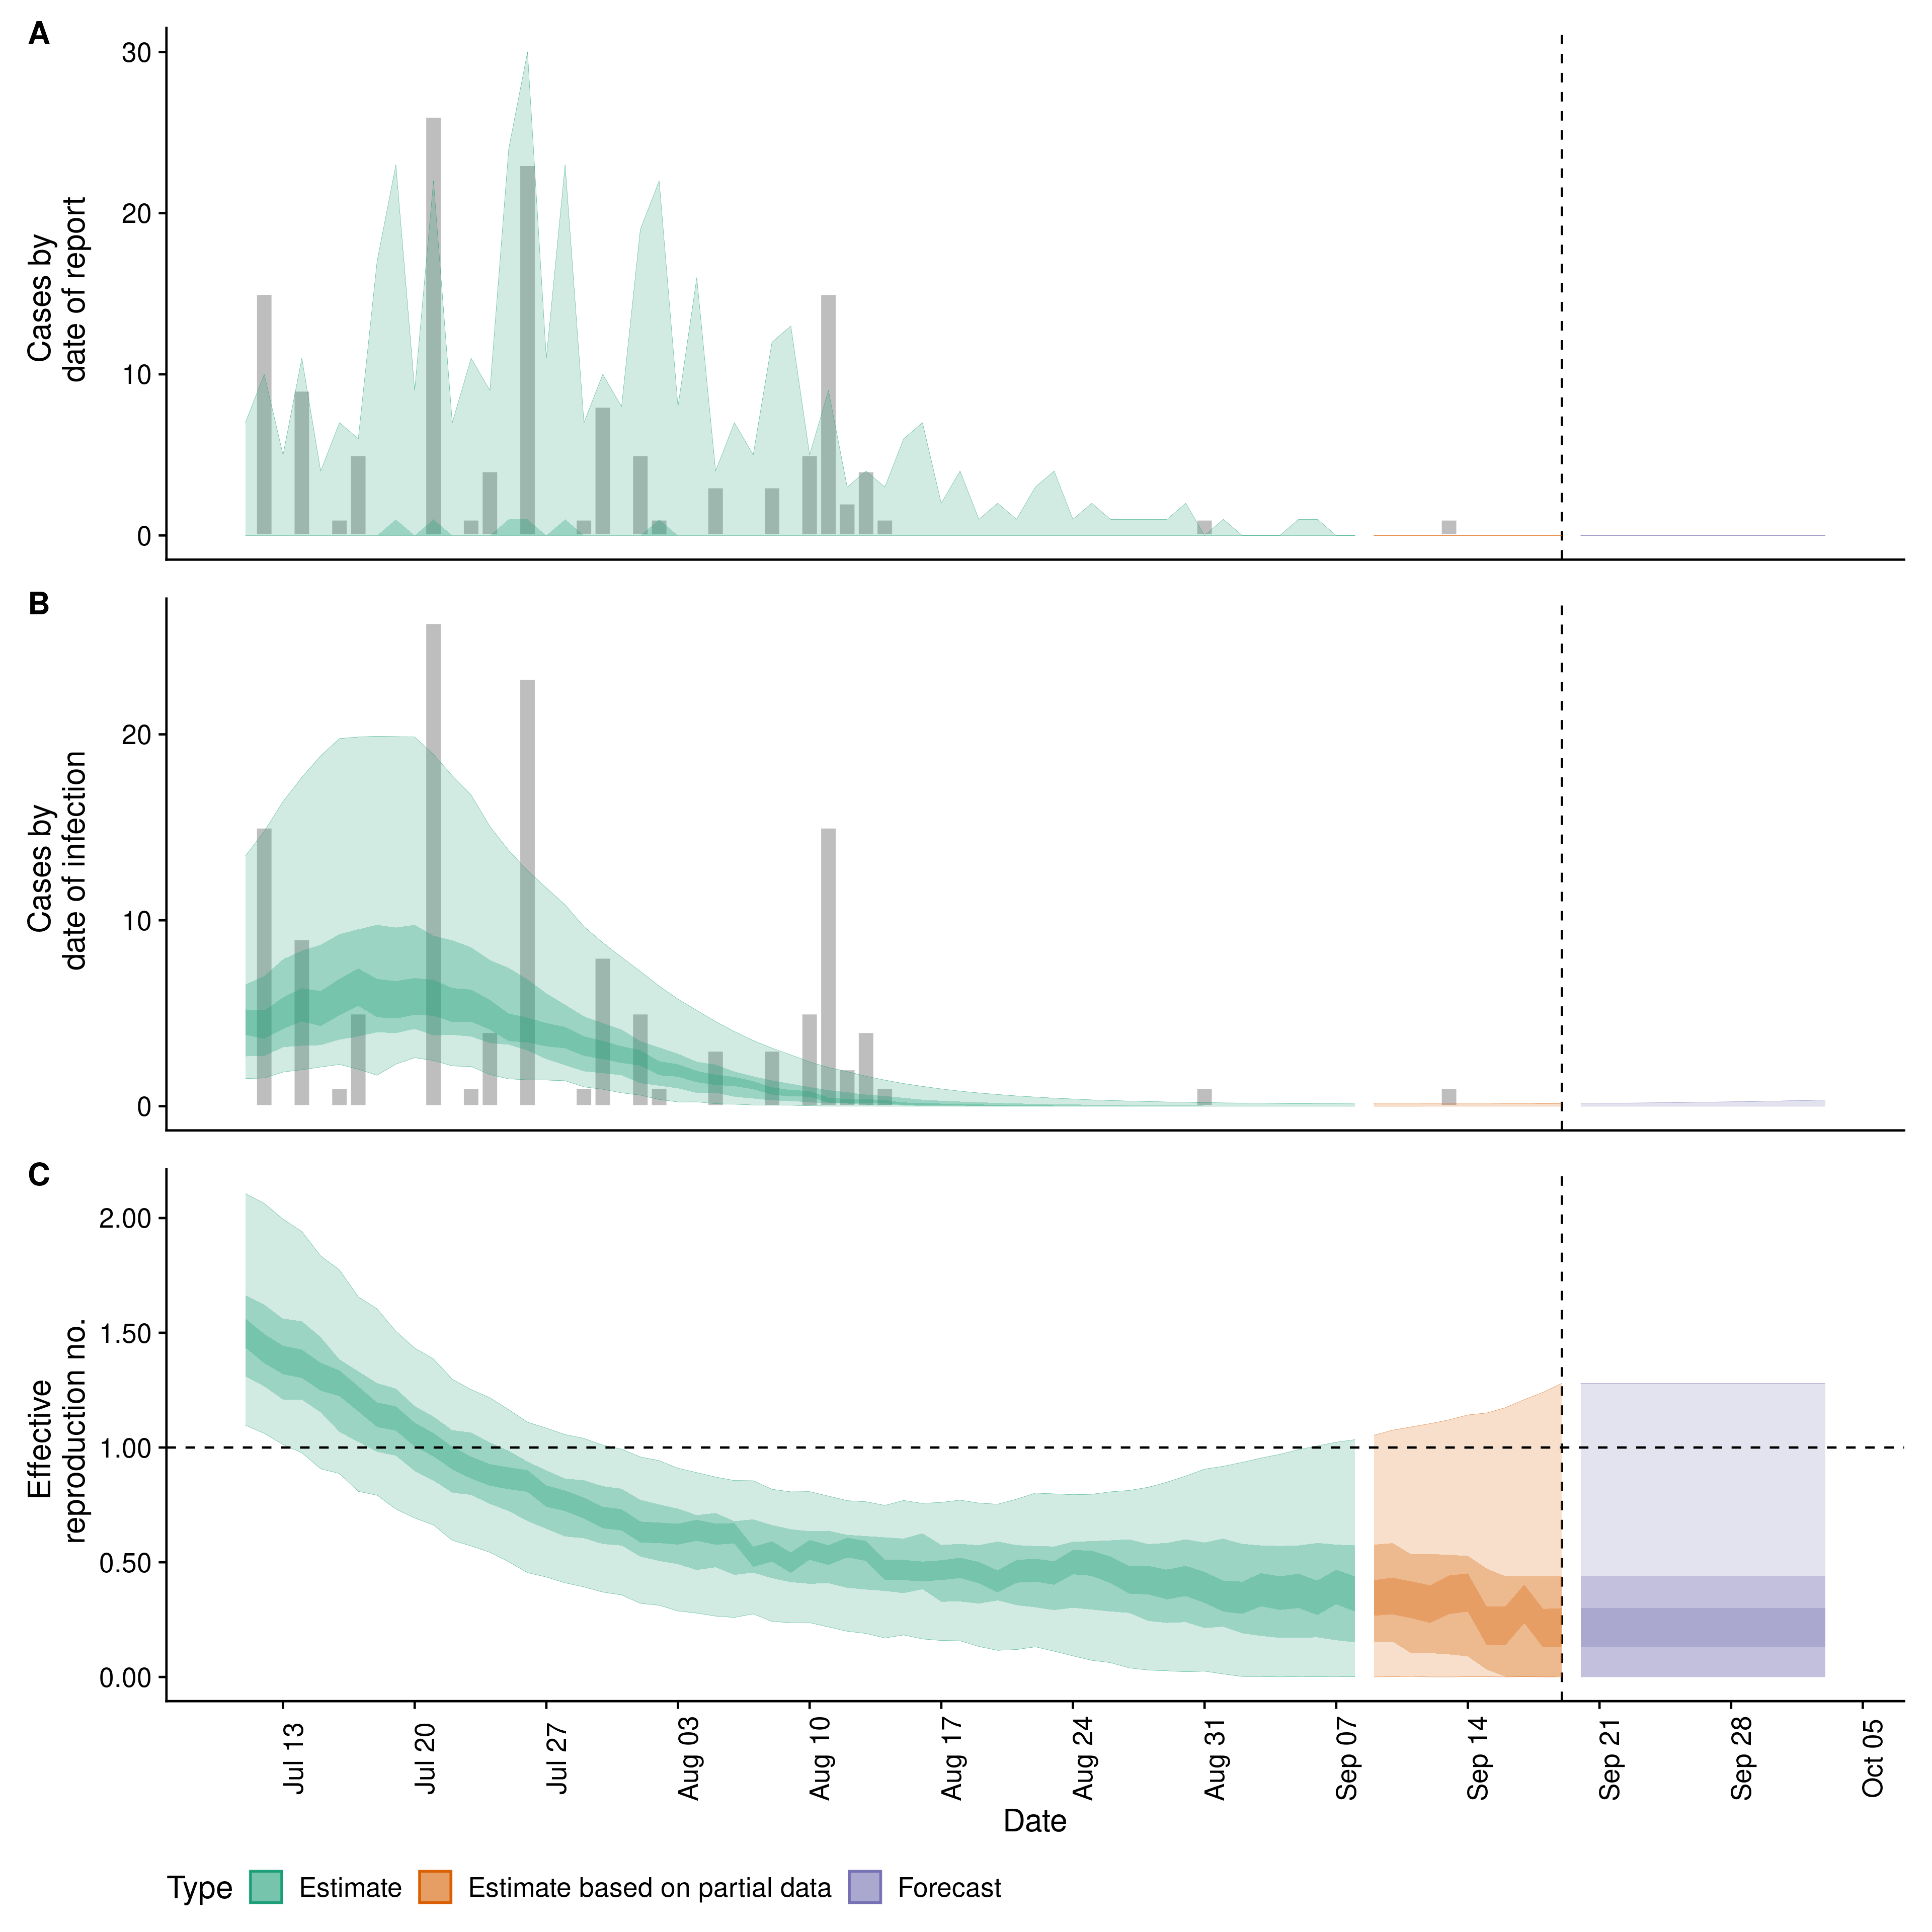 A
30
20
10
0
Cases by
date of report
B
20
10
0
Cases by
date of infection
C
2.00
1.50
1.00
0.50
0.00
Effective
reproduction no.
Jul 13
Jul 20
Jul 27
Aug 03
Aug 10
Aug 17
Aug 24
Aug 31
Sep 07
Sep 14
Sep 21
Sep 28
Oct 05
Date
Type Estimate Estimate based on partial data Forecast